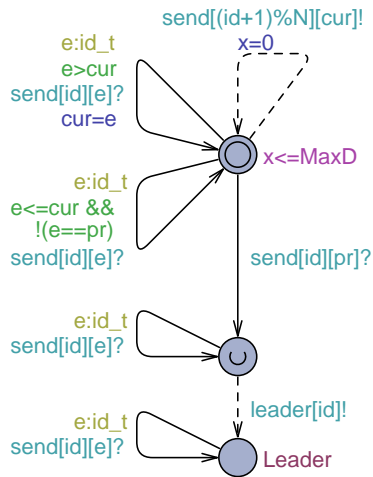 send[(id+1)%N][cur]!
x=0
e:id_t
e>cur
send[id][e]?
cur=e
x<=MaxD
e:id_t
e<=cur &&
!(e==pr)
send[id][e]?
send[id][pr]?
e:id_t
send[id][e]?
leader[id]!
e:id_t
send[id][e]?
Leader